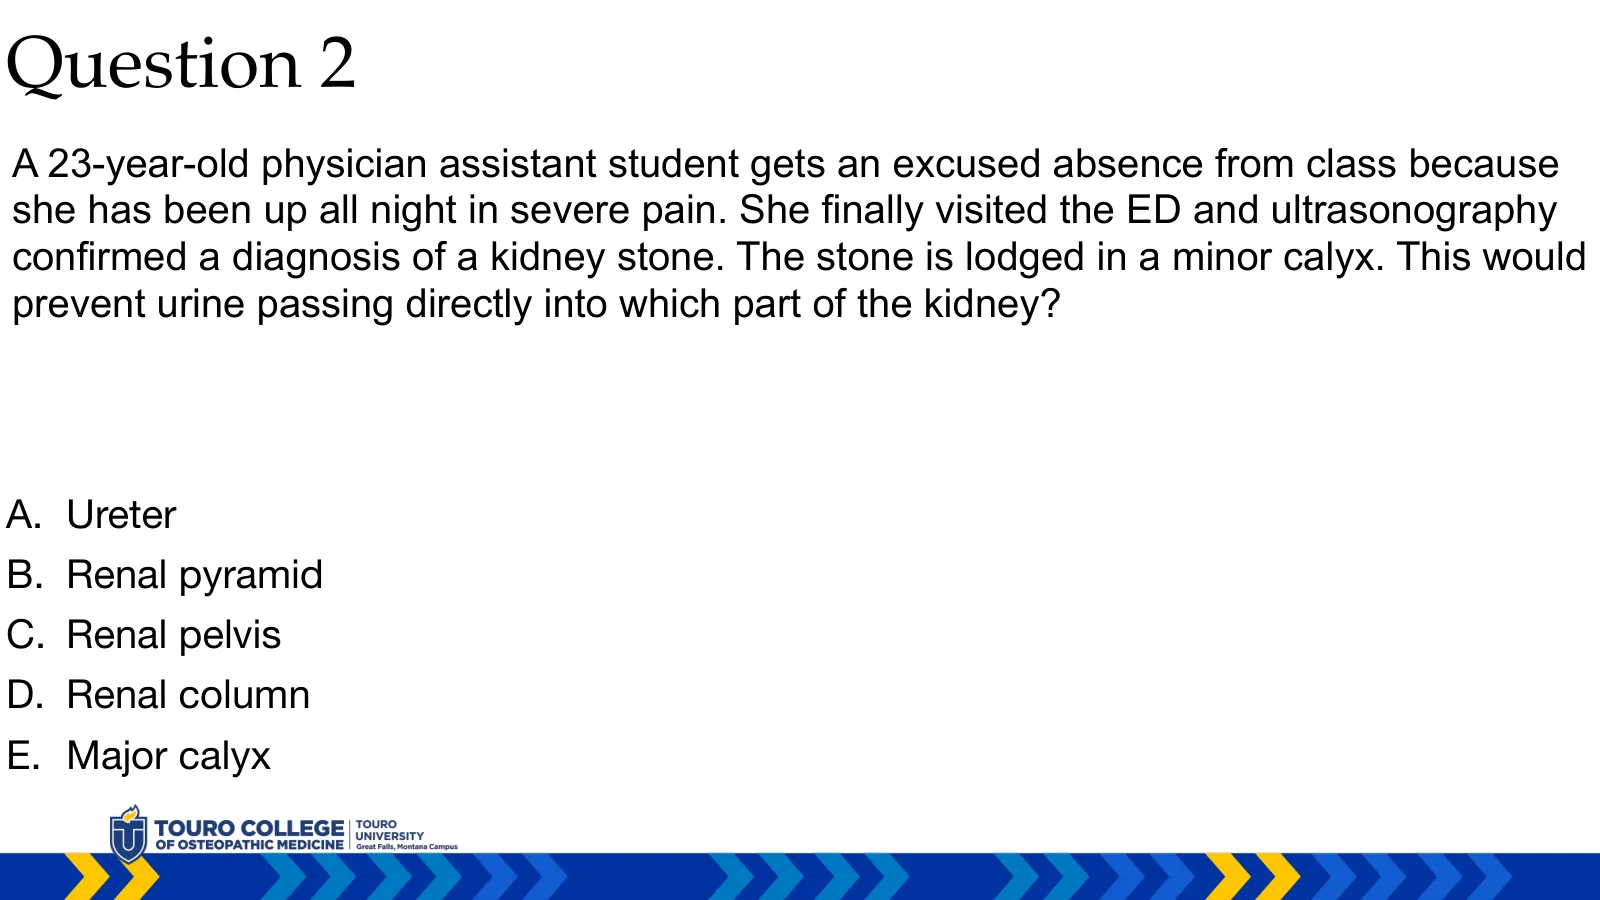 Question 2
A 23-year-old physician assistant student gets an excused absence from class because
she has been up all night in severe pain. She finally visited the ED and ultrasonography
confirmed a diagnosis of a kidney stone. The stone is lodged in a minor calyx. This would
prevent urine passing directly into which part of the kidney?
A. Ureter
B. Renal pyramid
C. Renal pelvis
D. Renal column
E. Major calyx
TOURO COLLEGE
OF OSTEOPATHIC MEDICINE
TOURO
UNIVERSITY
Great Falls, Montana Campus